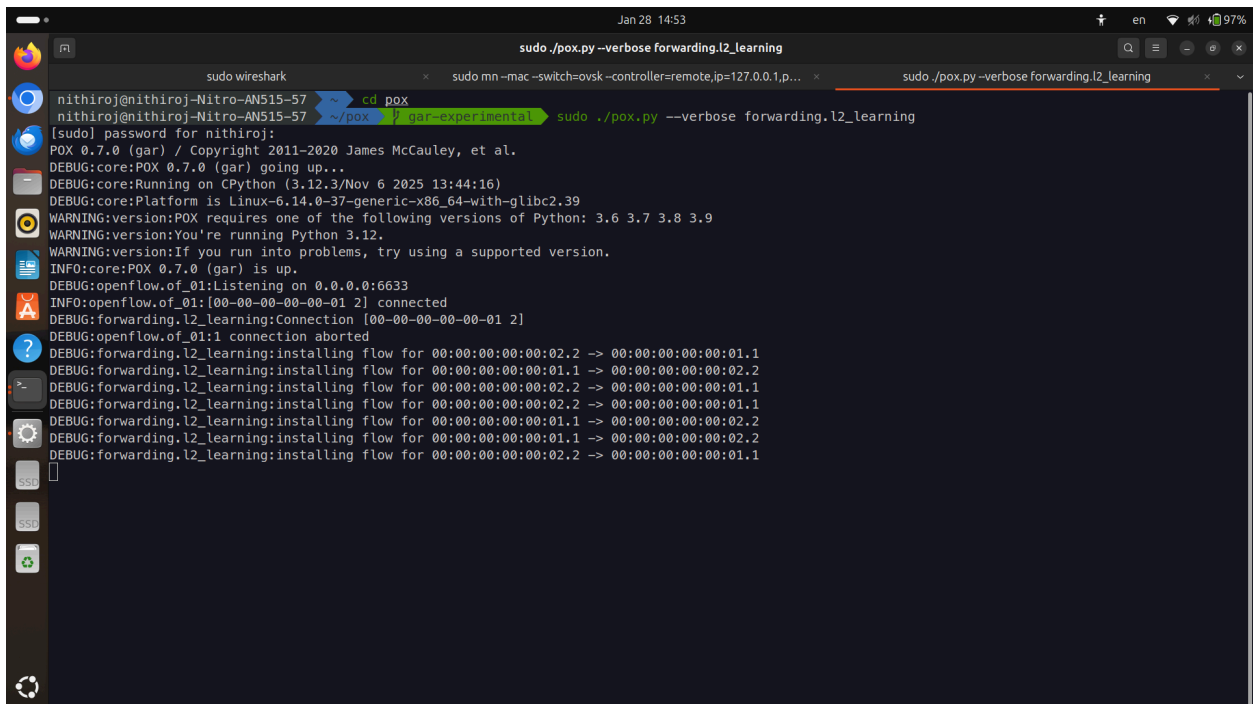 Jan 28 14:53
en
97%
sudo ./pox.py --verbose forwarding.l2_learning
sudo wireshark
sudo mn --mac --switch=ovsk --controller=remote,ip=127.0.0.1,p...
sudo ./pox.py --verbose forwarding.l2_learning
nithiroj@nithiroj-Nitro-AN515-57 ~ cd pox
nithiroj@nithiroj-Nitro-AN515-57 ~/pox gar-experimental sudo ./pox.py --verbose forwarding.l2_learning
[sudo] password for nithiroj:
POX 0.7.0 (gar) / Copyright 2011-2020 James McCauley, et al.
DEBUG:core:POX 0.7.0 (gar) going up...
DEBUG:core:Running on CPython (3.12.3/Nov 6 2025 13:44:16)
DEBUG:core:Platform is Linux-6.14.0-37-generic-x86_64-with-glibc2.39
WARNING:version:POX requires one of the following versions of Python: 3.6 3.7 3.8 3.9
WARNING:version:You're running Python 3.12.
WARNING:version:If you run into problems, try using a supported version.
INFO:core:POX 0.7.0 (gar) is up.
DEBUG:openflow.of_01:Listening on 0.0.0.0:6633
INFO:openflow.of_01:[00-00-00-00-00-01 2] connected
DEBUG:forwarding.l2_learning:Connection [00-00-00-00-00-01 2]
DEBUG:openflow.of_01:1 connection aborted
DEBUG:forwarding.l2_learning:installing flow for 00:00:00:00:00:02.2 -> 00:00:00:00:00:01.1
DEBUG:forwarding.l2_learning:installing flow for 00:00:00:00:00:01.1 -> 00:00:00:00:00:02.2
DEBUG:forwarding.l2_learning:installing flow for 00:00:00:00:00:02.2 -> 00:00:00:00:00:01.1
DEBUG:forwarding.l2_learning:installing flow for 00:00:00:00:00:02.2 -> 00:00:00:00:00:01.1
DEBUG:forwarding.l2_learning:installing flow for 00:00:00:00:00:01.1 -> 00:00:00:00:00:02.2
DEBUG:forwarding.l2_learning:installing flow for 00:00:00:00:00:01.1 -> 00:00:00:00:00:02.2
DEBUG:forwarding.l2_learning:installing flow for 00:00:00:00:00:02.2 -> 00:00:00:00:00:01.1
SSD
SSD